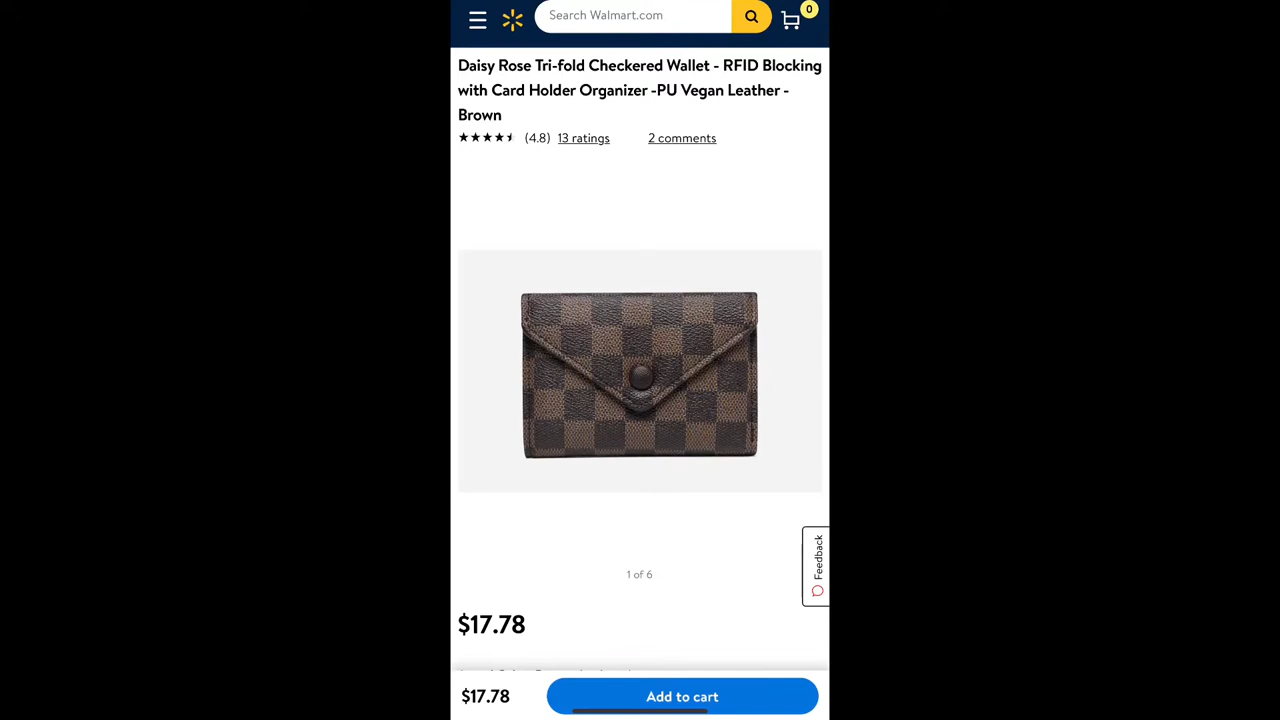 0
Search Walmart.com
Daisy Rose Tri-fold Checkered Wallet - RFID Blocking
with Card Holder Organizer -PU Vegan Leather -
Brown
(4.8) 13 ratings 2 comments
Feedback
1 of 6
$17.78
$17.78 Add to cart